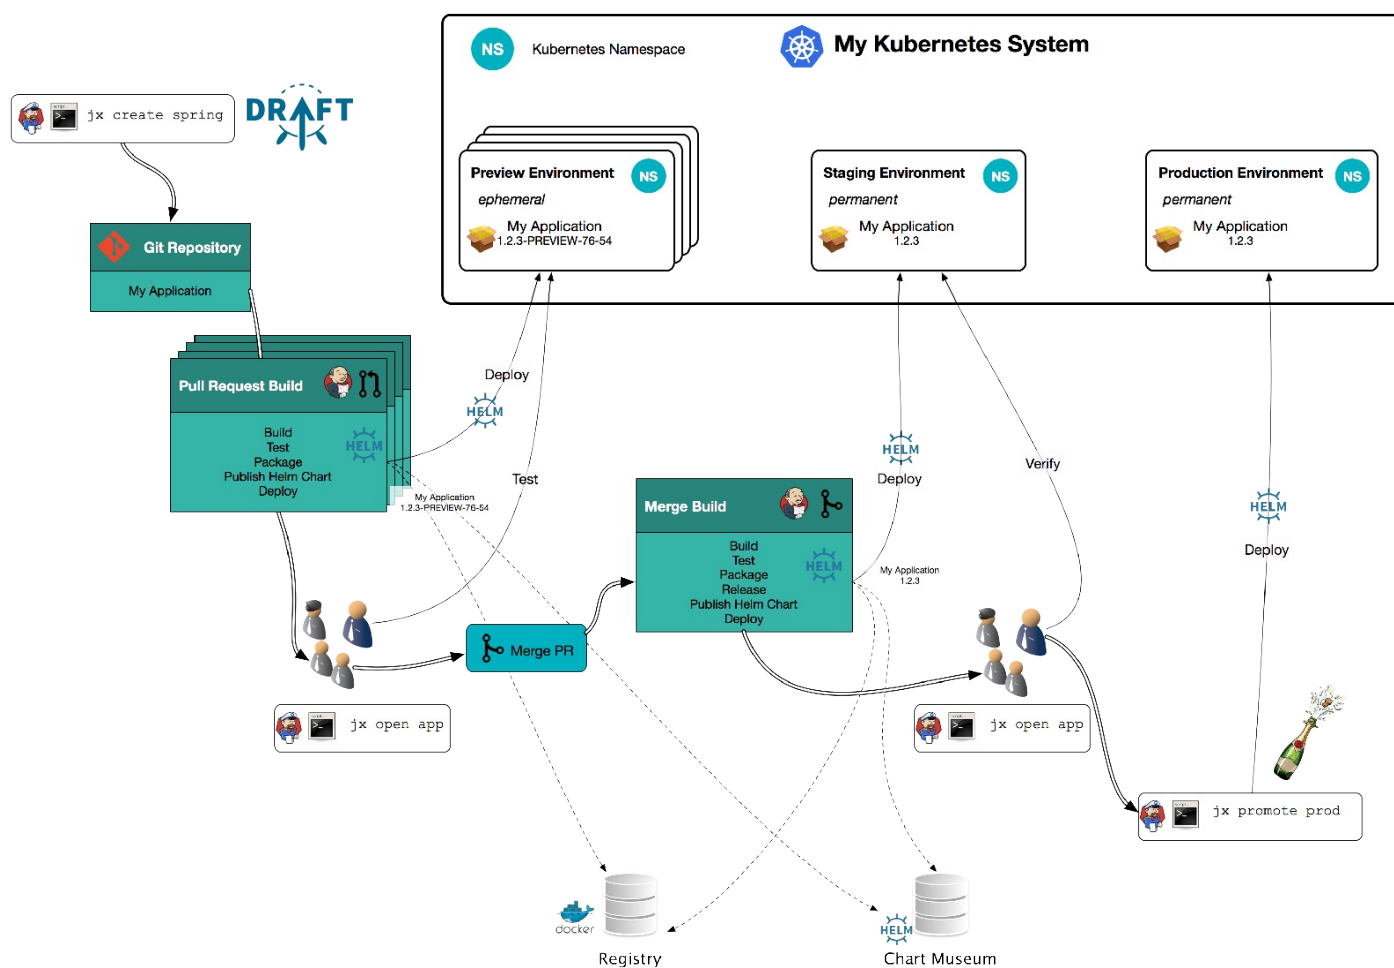 NS
Kubernetes Namespace
My Kubernetes System
jx create spring
DRAFT
Preview Environment
NS
ephemeral
My Application
1.2.3-PREVIEW-76-54
Staging Environment
NS
permanent
My Application
1.2.3
Production Environment
NS
permanent
My Application
1.2.3
Git Repository
My Application
Pull Request Build
Build
Test
Package
Publish Helm Chart
Deploy
HELM
Deploy
HELM
Test
My Application
1.2.3-PREVIEW-76-54
Merge Build
Build
Test
Package
Release
Publish Helm Chart
Deploy
HELM
HELM
Deploy
My Application
1.2.3
Verify
HELM
Deploy
Merge PR
jx open app
jx open app
jx promote prod
docker
Registry
HELM
Chart Museum